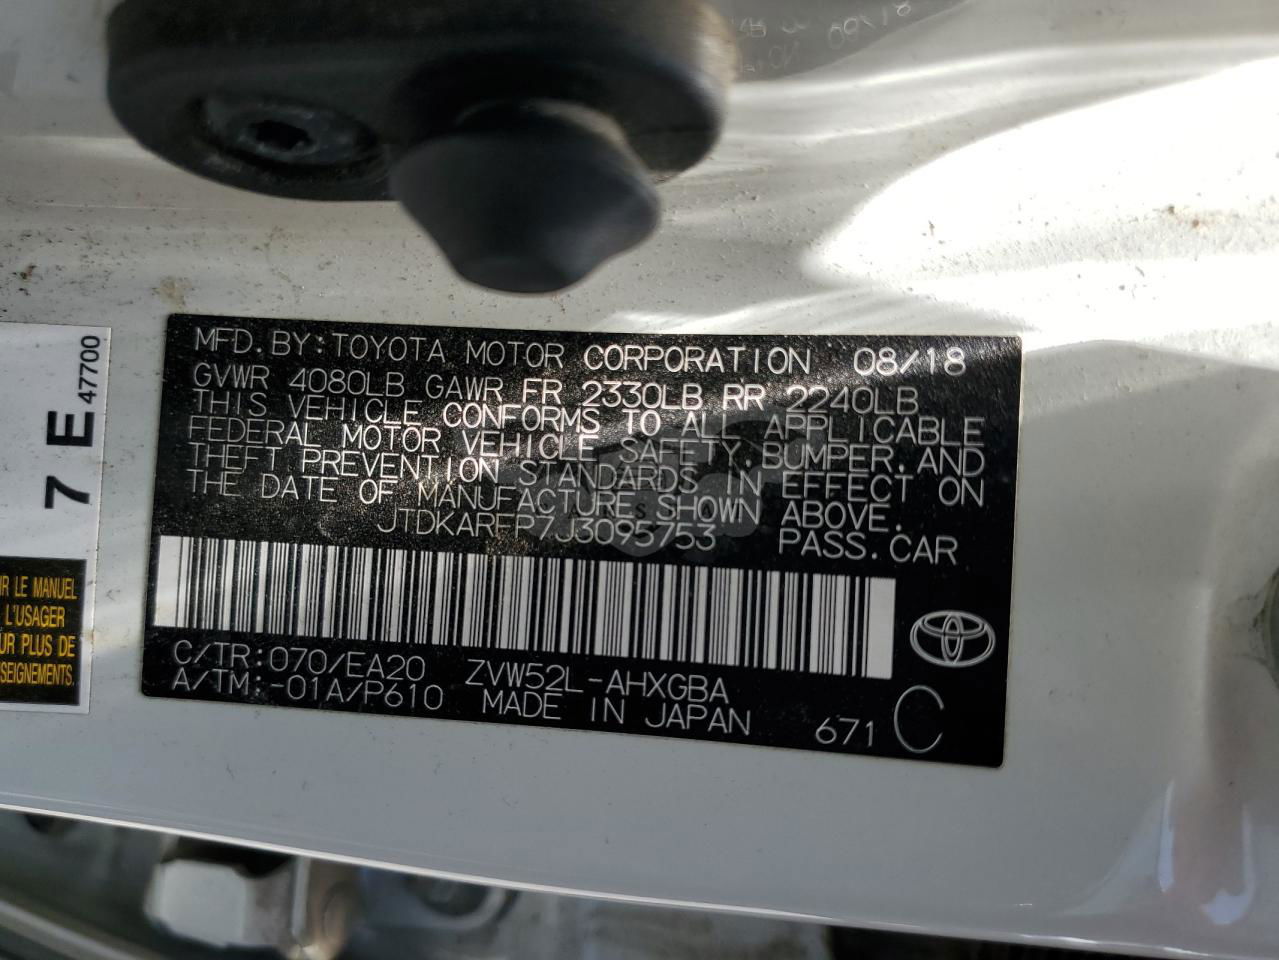 MFD.BY:TOYOTA MOTOR CORPORATION 08/18
GVWR 4080LB GAWR FR 2330LB RR 2240LB
THIS VEHICLE CONFORMS TO ALL APPLICABLE
FEDERAL MOTOR VEHICLE SAFETY,BUMPER,AND
THEFT PREVENTION STANDARDS IN EFFECT ON
THE DATE OF MANUFACTURE SHOWN ABOVE.
JTDKARFP7J3095753 PASS.CAR
C/TR:070/EA20 ZVW52L-AHXGBA
A/TM:-01A/P610 MADE IN JAPAN
671 C
7 E 47700
LE MANUEL
L'USAGER
PLUS DE